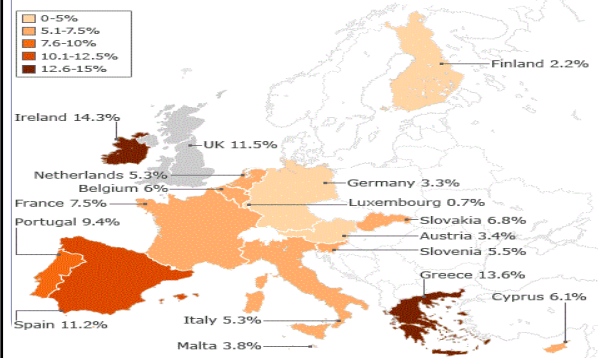 0-5%
5.1-7.5%
7.6-10%
10.1-12.5%
12.6-15%
Finland 2.2%
Ireland 14.3%
UK 11.5%
Netherlands 5.3%
Belgium 6%
Germany 3.3%
France 7.5%
Luxembourg 0.7%
Portugal 9.4%
Slovakia 6.8%
Austria 3.4%
Slovenia 5.5%
Greece 13.6%
Cyprus 6.1%
Spain 11.2%
Italy 5.3%
Malta 3.8%